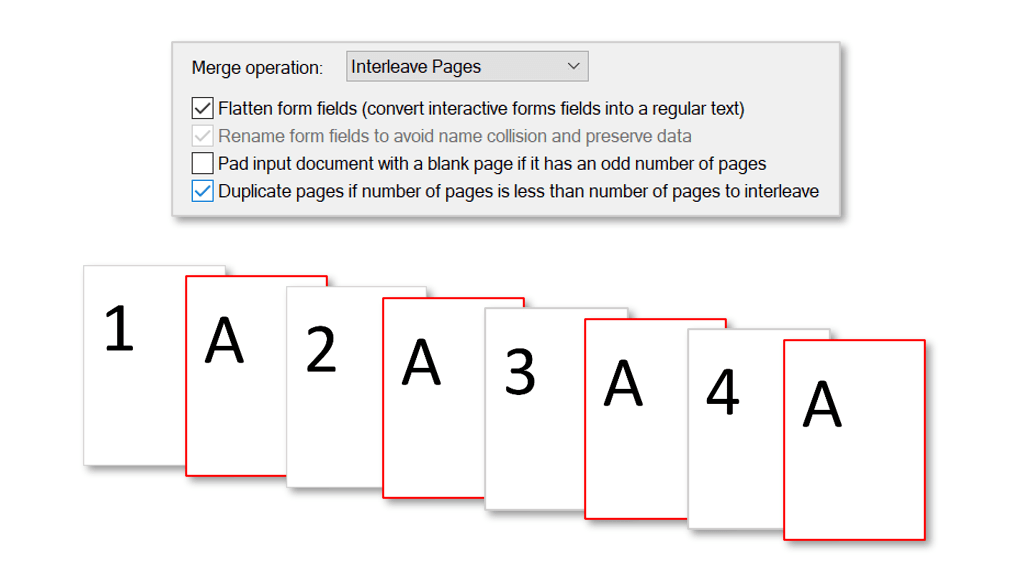 Merge operation: Interleave Pages
Flatten form fields (convert interactive forms fields into a regular text)
Rename form fields to avoid name collision and preserve data
Pad input document with a blank page if it has an odd number of pages
Duplicate pages if number of pages is less than number of pages to interleave
1 A 2 A 3 A 4 A